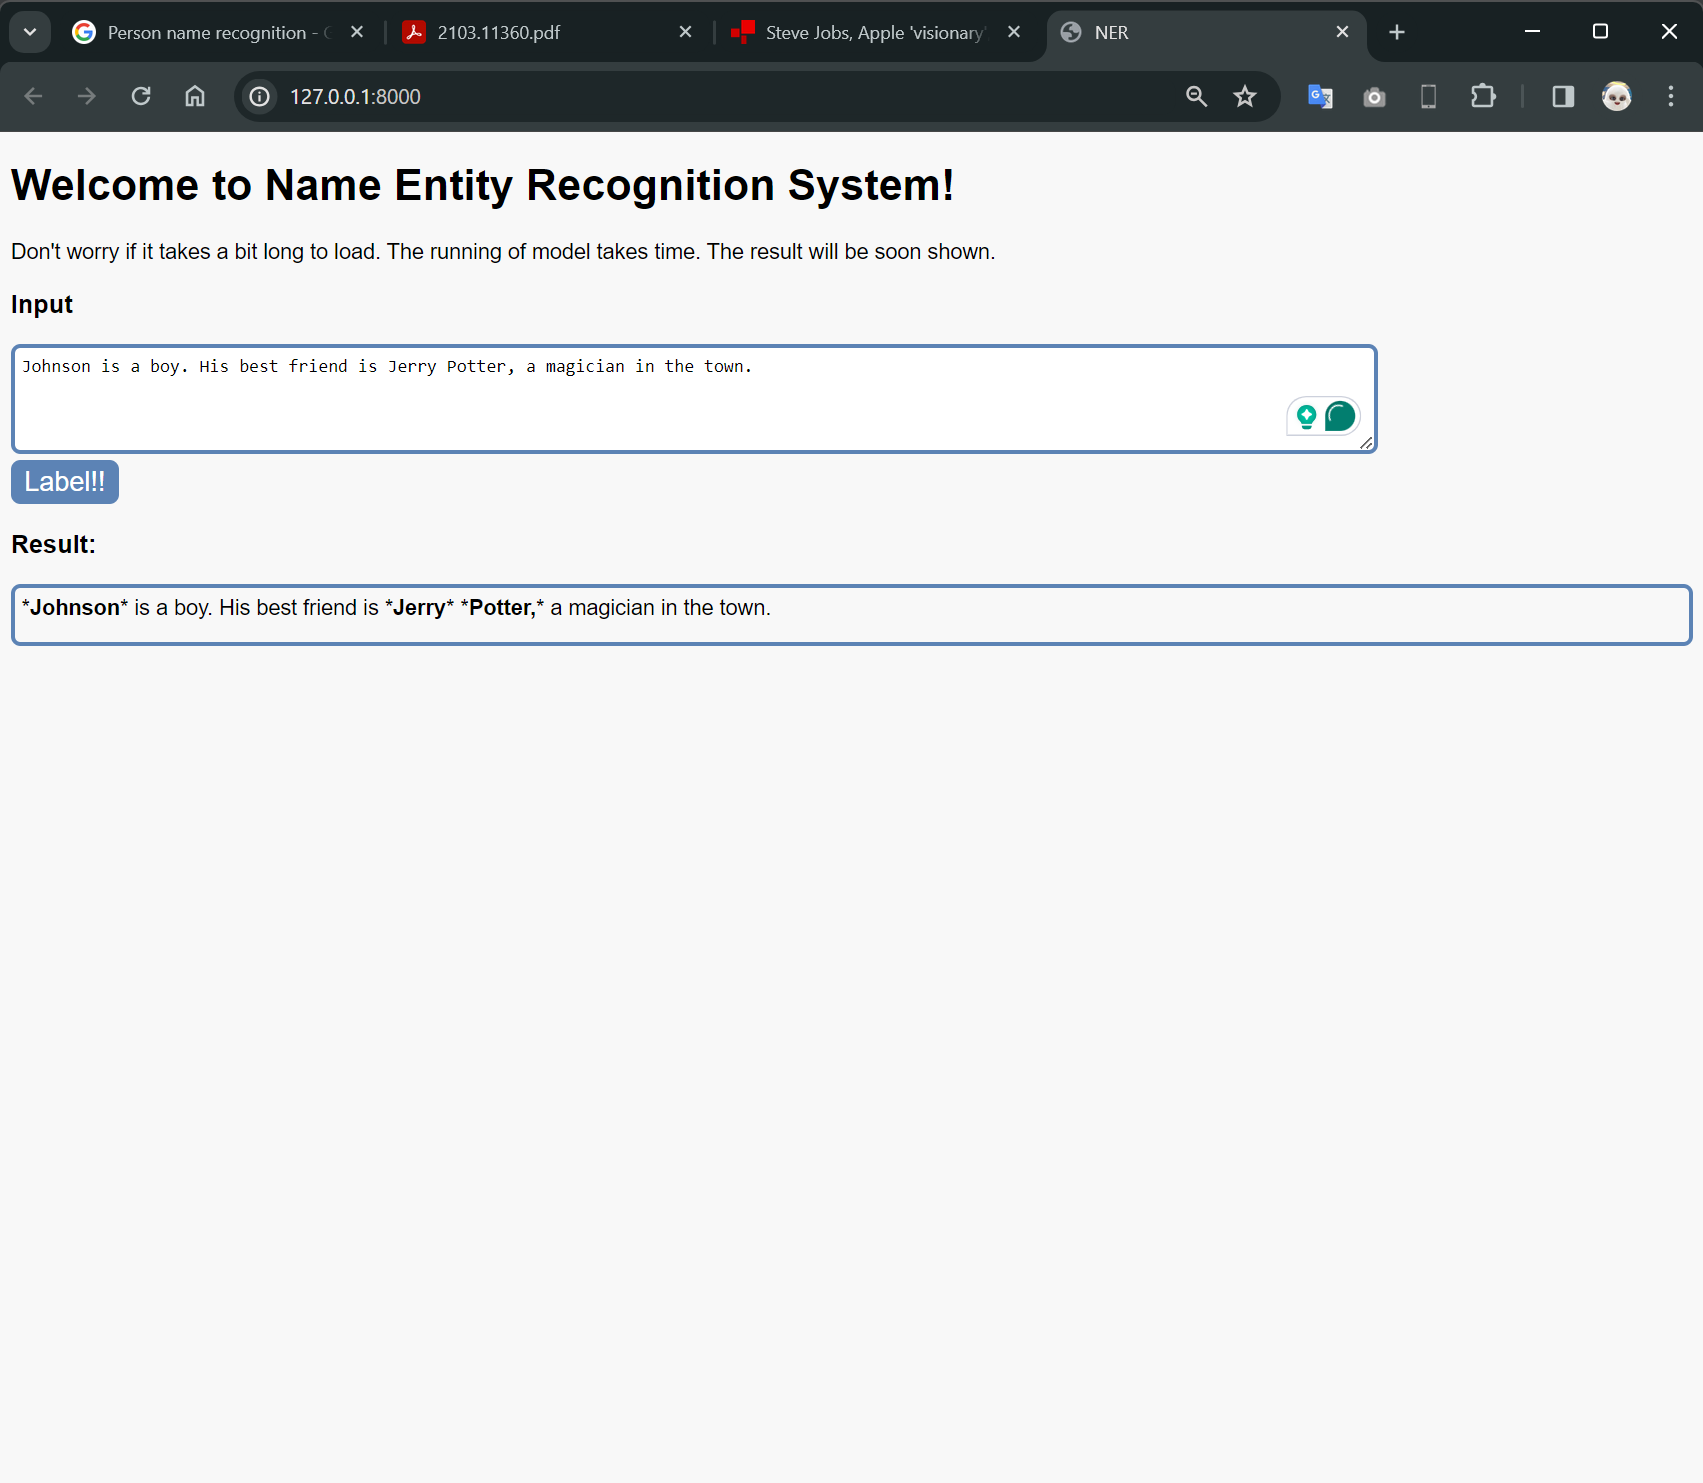 Person name recognition -
2103.11360.pdf
Steve Jobs, Apple 'visionary'
NER
127.0.0.1:8000
Welcome to Name Entity Recognition System!
Don't worry if it takes a bit long to load. The running of model takes time. The result will be soon shown.
Input
Johnson is a boy. His best friend is Jerry Potter, a magician in the town.
Label!!
Result:
*Johnson* is a boy. His best friend is *Jerry* *Potter,* a magician in the town.